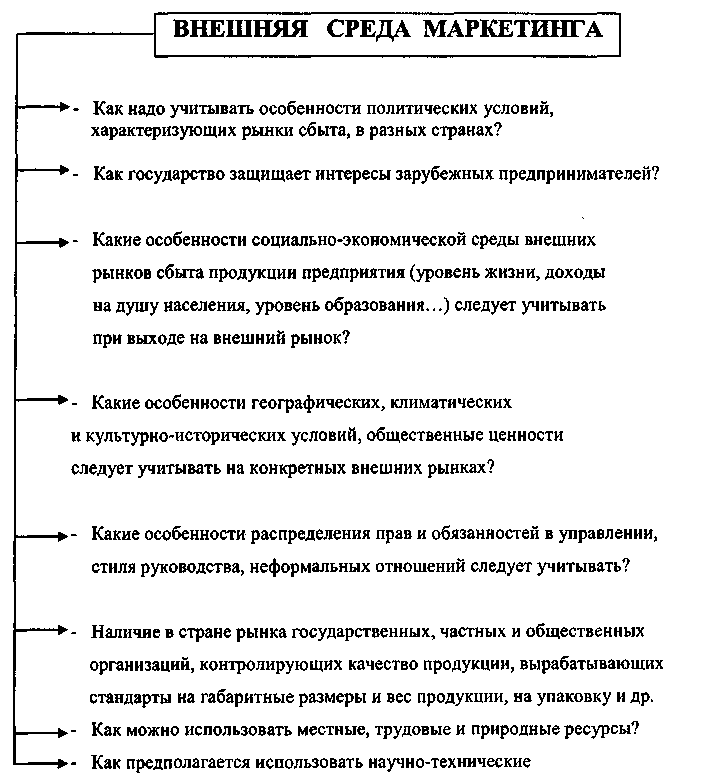 ВНЕШНЯЯ СРЕДА МАРКЕТИНГА
- Как надо учитывать особенности политических условий,
характеризующих рынки сбыта, в разных странах?
- Как государство защищает интересы зарубежных предпринимателей?
- Какие особенности социально-экономической среды внешних
рынков сбыта продукции предприятия (уровень жизни, доходы
на душу населения, уровень образования...) следует учитывать
при выходе на внешний рынок?
- Какие особенности географических, климатических
и культурно-исторических условий, общественные ценности
следует учитывать на конкретных внешних рынках?
- Какие особенности распределения прав и обязанностей в управлении,
стиля руководства, неформальных отношений следует учитывать?
- Наличие в стране рынка государственных, частных и общественных
организаций, контролирующих качество продукции, вырабатывающих
стандарты на габаритные размеры и вес продукции, на упаковку и др.
- Как можно использовать местные, трудовые и природные ресурсы?
- Как предполагается использовать научно-технические